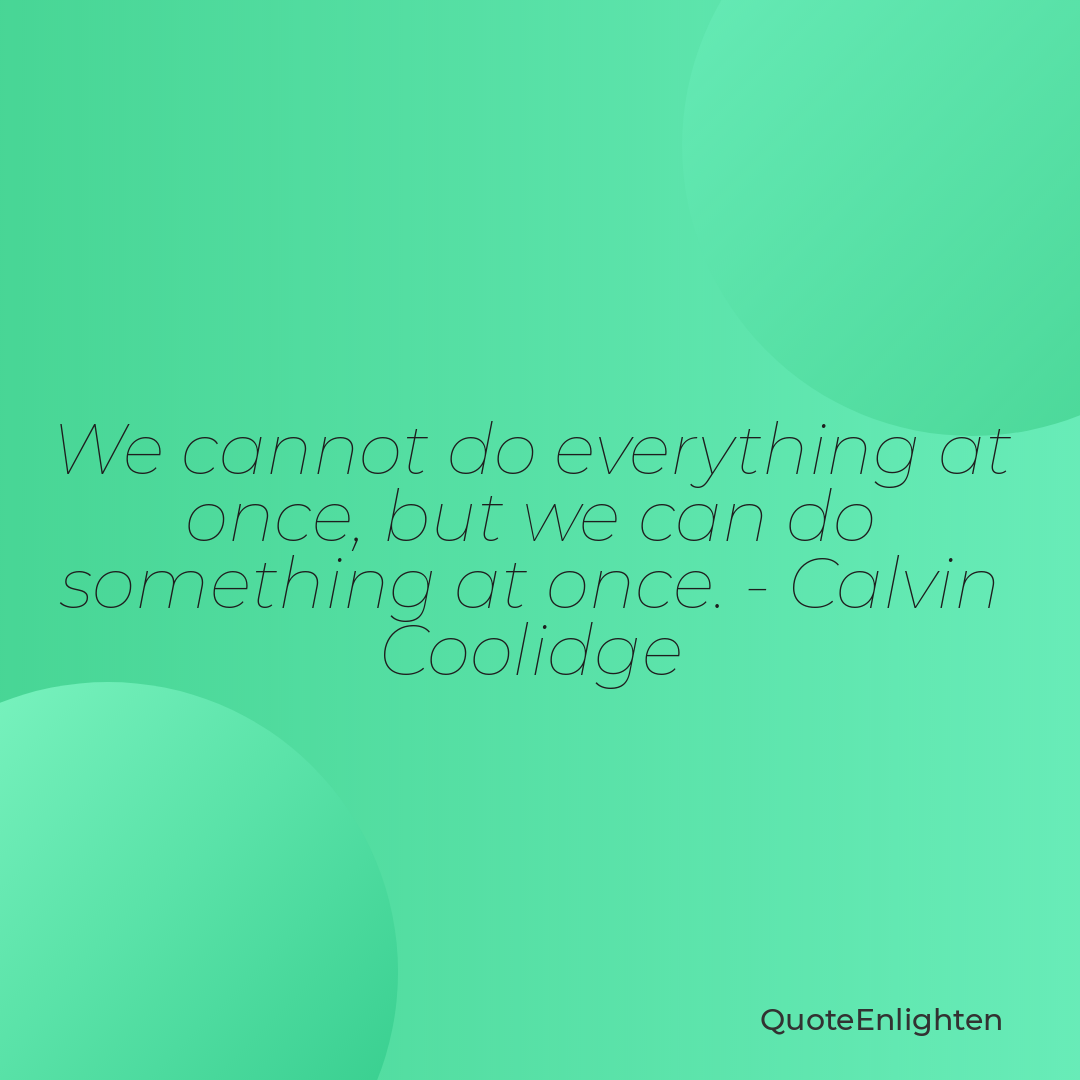 We cannot do everything at
once, but we can do
something at once. - Calvin
Coolidge
QuoteEnlighten